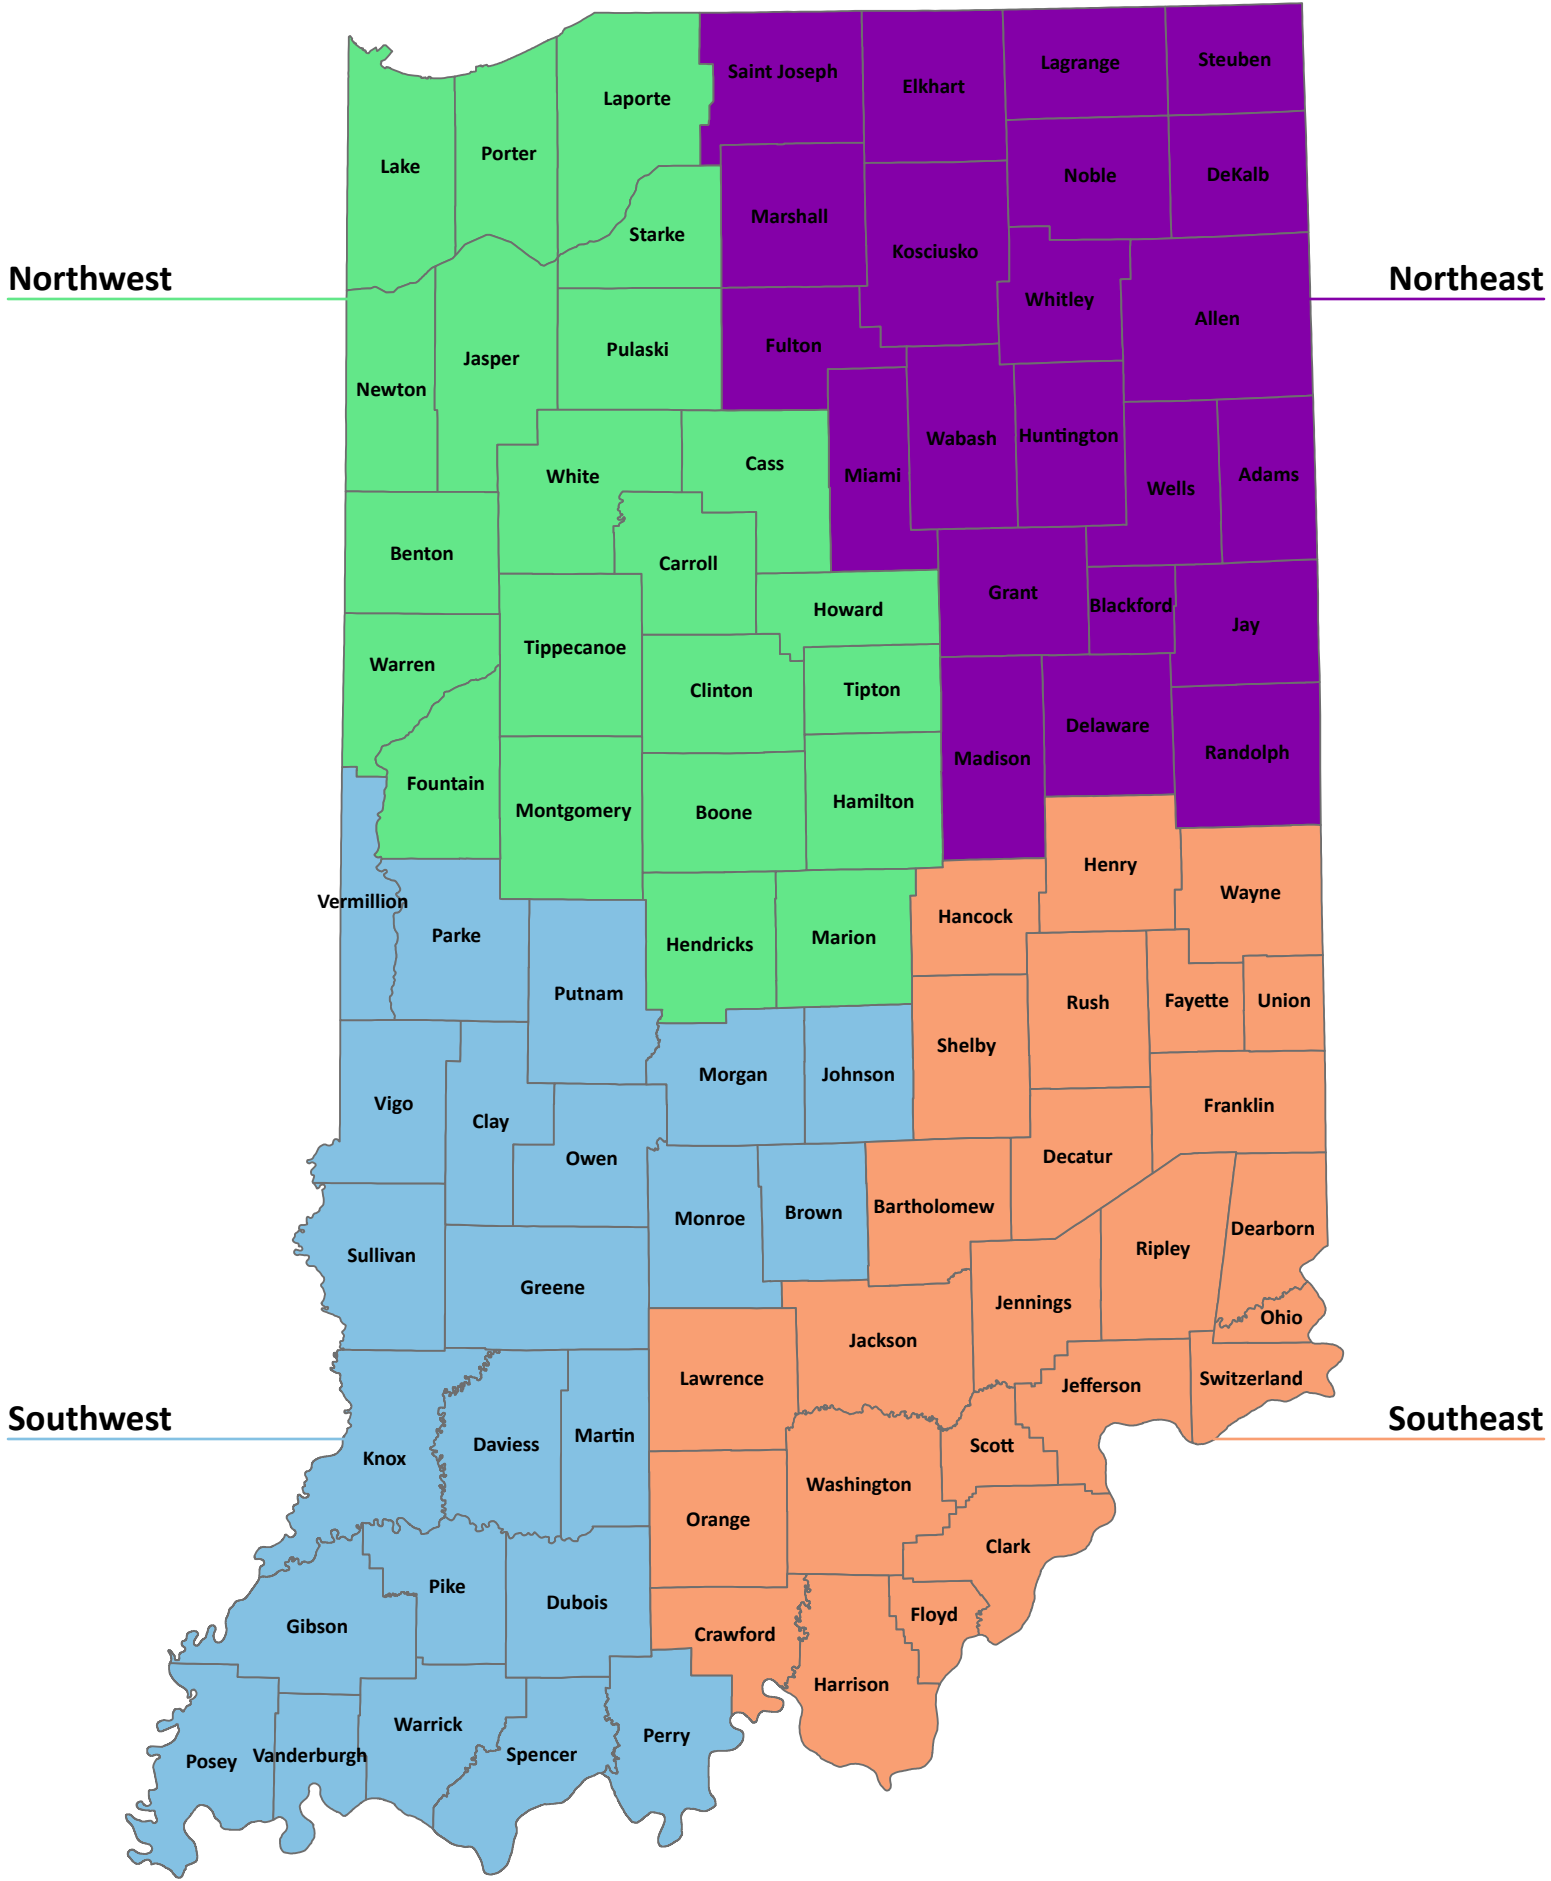 Saint Joseph
Elkhart
Lagrange
Steuben
Laporte
Lake
Porter
Noble
DeKalb
Marshall
Starke
Kosciusko
Northwest
Northeast
Whitley
Allen
Fulton
Pulaski
Jasper
Newton
Wabash
Huntington
Cass
White
Miami
Wells
Adams
Benton
Carroll
Grant
Blackford
Howard
Jay
Tippecanoe
Warren
Clinton
Tipton
Delaware
Randolph
Madison
Fountain
Hamilton
Montgomery
Boone
Henry
Wayne
Vermillion
Hancock
Parke
Marion
Hendricks
Putnam
Rush
Fayette
Union
Shelby
Morgan
Johnson
Vigo
Franklin
Clay
Owen
Decatur
Bartholomew
Monroe
Brown
Dearborn
Ripley
Sullivan
Greene
Jennings
Ohio
Jackson
Lawrence
Switzerland
Jefferson
Southwest
Southeast
Martin
Daviess
Scott
Knox
Washington
Orange
Clark
Pike
Dubois
Floyd
Gibson
Crawford
Harrison
Warrick
Perry
Spencer
Vanderburgh
Posey